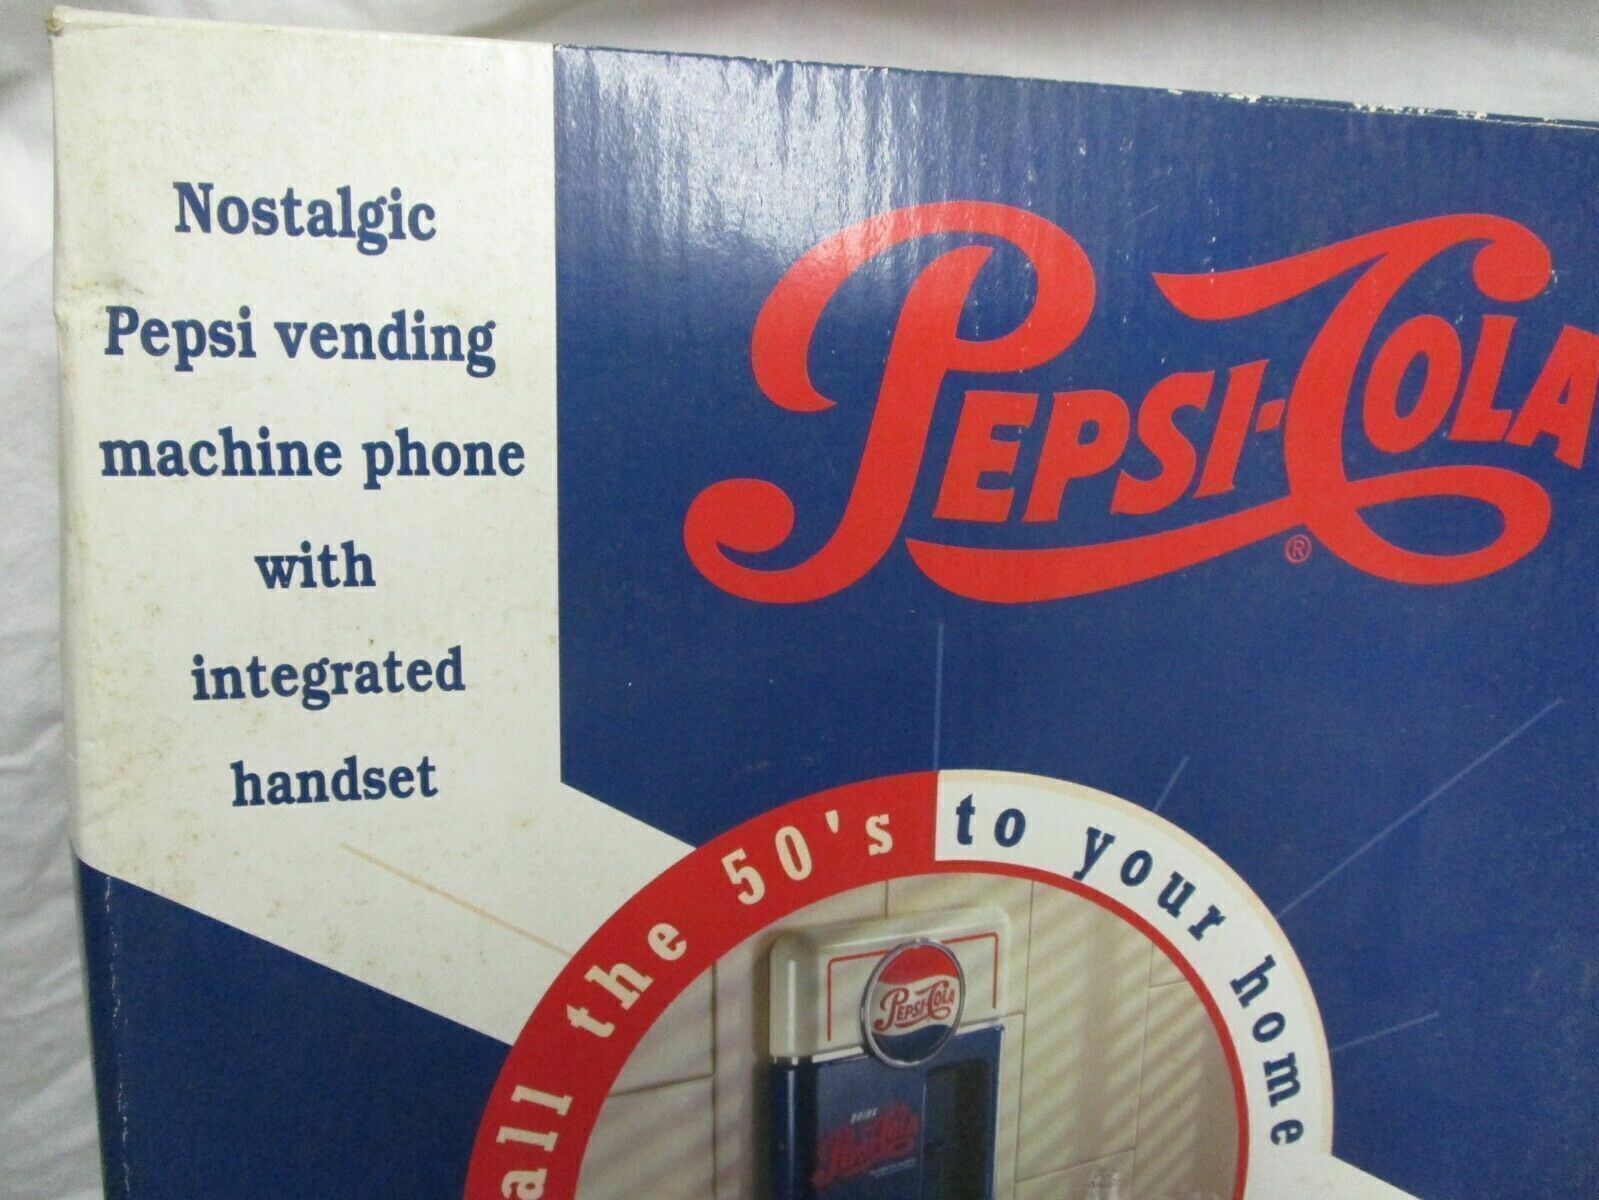 Nostalgic
Pepsi vending
machine phone
with
integrated
handset
PEPSI-COLA
®
all the 50's to your home
PEPSI-COLA
DRINK
Pepsi-Cola